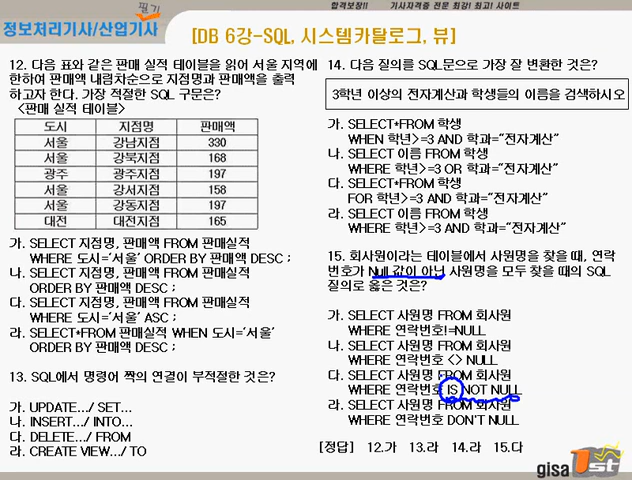 합격보장! 기사자격증 전문 최강! 최고! 사이트
필기
정보처리기사/산업기사
[DB 6강-SQL, 시스템카탈로그, 뷰]
12. 다음 표와 같은 판매 실적 테이블을 읽어 서울 지역에
한하여 판매액 내림차순으로 지점명과 판매액을 출력
하고자 한다. 가장 적절한 SQL 구문은?
<판매 실적 테이블>
도시 지점명 판매액
서울 강남지점 330
서울 강북지점 168
광주 광주지점 197
서울 강서지점 158
서울 강동지점 197
대전 대전지점 165
가. SELECT 지점명, 판매액 FROM 판매실적
WHERE 도시='서울' ORDER BY 판매액 DESC ;
나. SELECT 지점명, 판매액 FROM 판매실적
ORDER BY 판매액 DESC ;
다. SELECT 지점명, 판매액 FROM 판매실적
WHERE 도시='서울' ASC ;
라. SELECT*FROM 판매실적 WHEN 도시='서울'
ORDER BY 판매액 DESC ;
13. SQL에서 명령어 짝의 연결이 부적절한 것은?
가. UPDATE.../ SET...
나. INSERT.../ INTO...
다. DELETE.../ FROM
라. CREATE VIEW.../ TO
14. 다음 질의를 SQL문으로 가장 잘 변환한 것은?
3학년 이상의 전자계산과 학생들의 이름을 검색하시오
가. SELECT*FROM 학생
WHEN 학년>=3 AND 학과="전자계산"
나. SELECT 이름 FROM 학생
WHERE 학년>=3 OR 학과="전자계산"
다. SELECT*FROM 학생
FOR 학년>=3 AND 학과="전자계산"
라. SELECT 이름 FROM 학생
WHERE 학년>=3 AND 학과="전자계산"
15. 회사원이라는 테이블에서 사원명을 찾을 때, 연락
번호가 Null값이 아닌 사원명을 모두 찾을 때의 SQL
질의로 옳은 것은?
가. SELECT 사원명 FROM 회사원
WHERE 연락번호!=NULL
나. SELECT 사원명 FROM 회사원
WHERE 연락번호 <> NULL
다. SELECT 사원명 FROM 회사원
WHERE 연락번호 IS NOT NULL
라. SELECT 사원명 FROM 회사원
WHERE 연락번호 DON'T NULL
[정답] 12.가 13.라 14.라 15.다
gisa1st